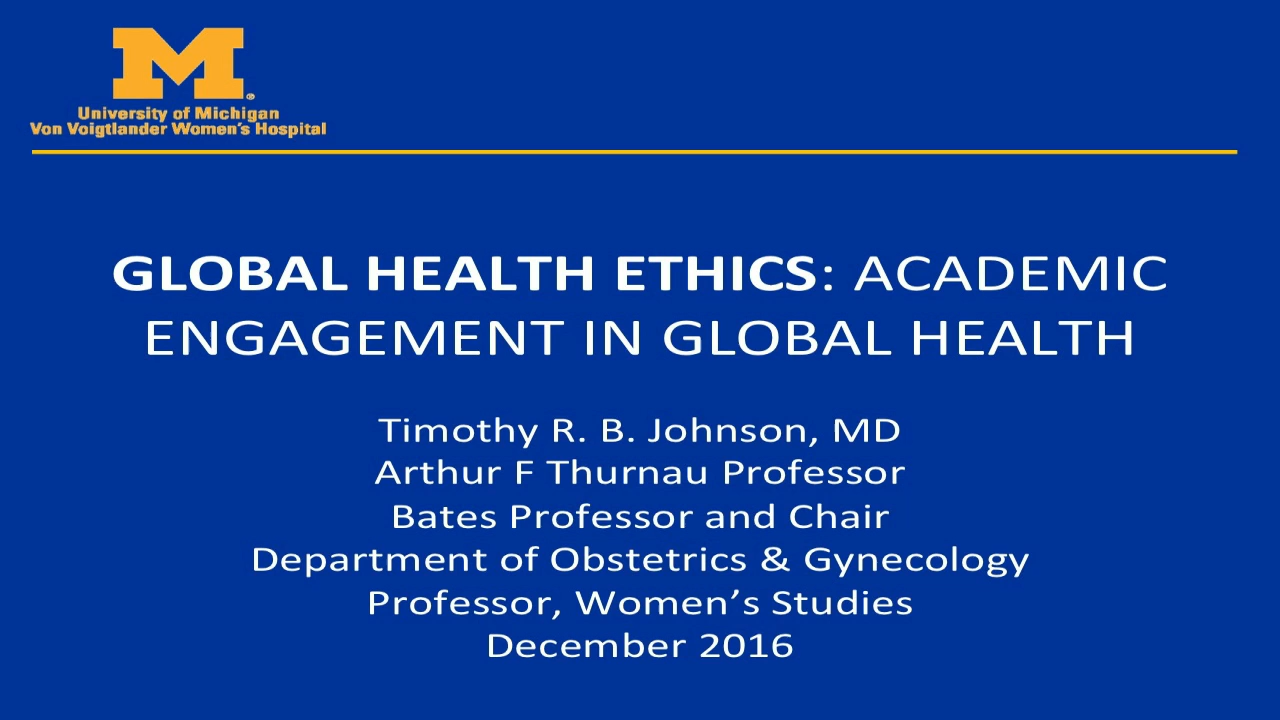 M®
University of Michigan
Von Voigtlander Women's Hospital
GLOBAL HEALTH ETHICS: ACADEMIC
ENGAGEMENT IN GLOBAL HEALTH
Timothy R. B. Johnson, MD
Arthur F Thurnau Professor
Bates Professor and Chair
Department of Obstetrics & Gynecology
Professor, Women’s Studies
December 2016